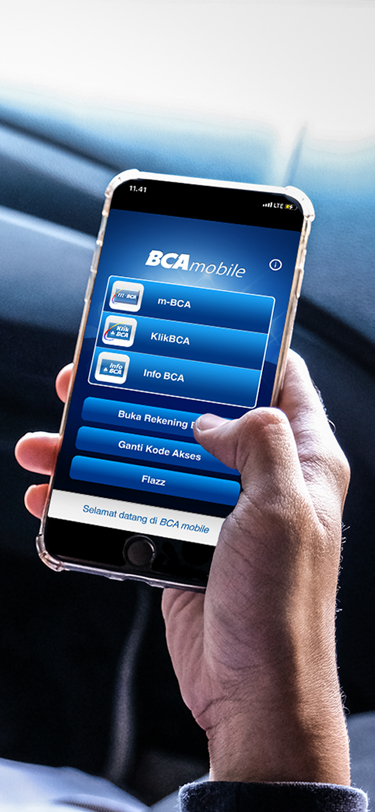 11.41
LTE
BCA mobile
m-BCA
m-BCA
Klik
BCA
KlikBCA
Info
BCA
Info BCA
Buka Rekening
Ganti Kode Akses
Flazz
Selamat datang di BCA mobile